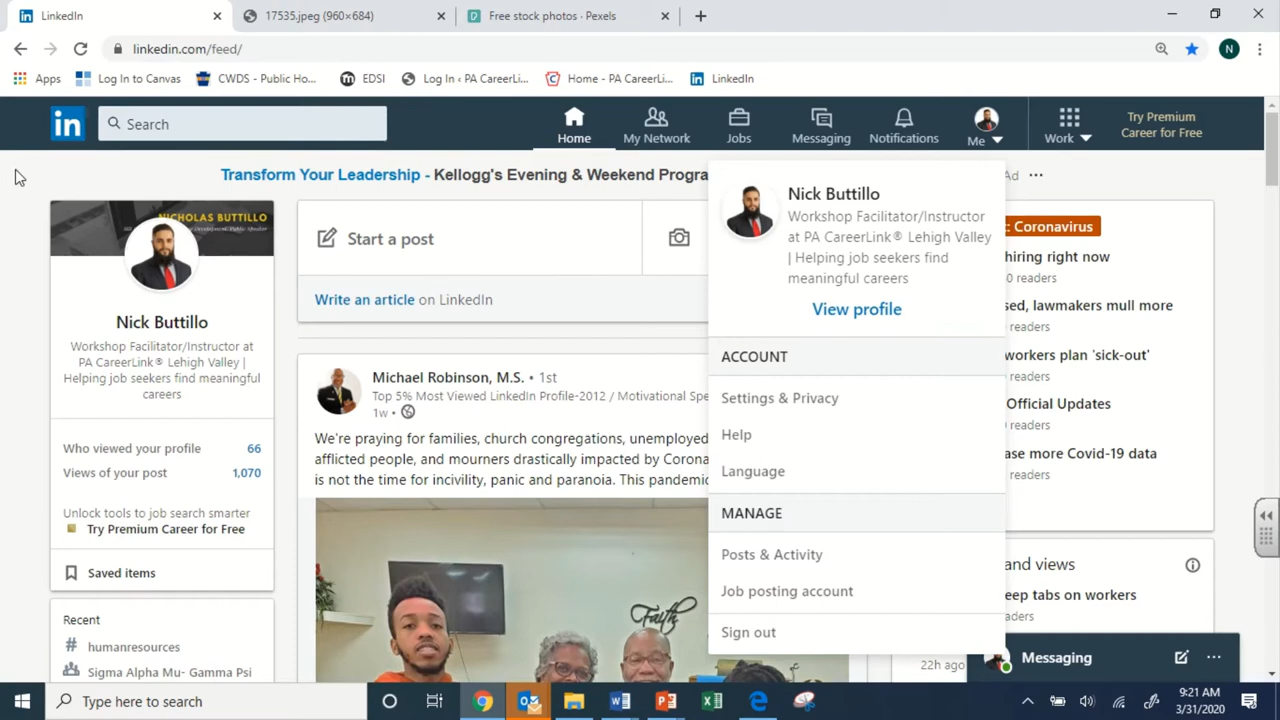 LinkedIn
17535.jpeg (960×684)
Free stock photos · Pexels
linkedin.com/feed/
N
Apps
Log In to Canvas
CWDS - Public Ho...
EDSI
Log In ‹ PA CareerLi...
Home - PA CareerLi...
LinkedIn
in
Search
Home
My Network
Jobs
Messaging
Notifications
Me
Work
Try Premium
Career for Free
Transform Your Leadership - Kellogg's Evening & Weekend Progra
Ad
NICHOLAS BUTTILO
Nick Buttillo
Workshop Facilitator/Instructor at
PA CareerLink® Lehigh Valley |
Helping job seekers find meaningful
careers
Who viewed your profile 66
Views of your post 1,070
Unlock tools to job search smarter
Try Premium Career for Free
Saved items
Recent
# humanresources
Sigma Alpha Mu- Gamma Psi
Start a post
Write an article on LinkedIn
Michael Robinson, M.S. • 1st
Top 5% Most Viewed LinkedIn Profile-2012 / Motivational Spe
1w •
We're praying for families, church congregations, unemployed
afflicted people, and mourners drastically impacted by Corona
is not the time for incivility, panic and paranoia. This pandemic
Faith
Nick Buttillo
Workshop Facilitator/Instructor
at PA CareerLink® Lehigh Valley
| Helping job seekers find
meaningful careers
View profile
ACCOUNT
Settings & Privacy
Help
Language
MANAGE
Posts & Activity
Job posting account
Sign out
: Coronavirus
hiring right now
0 readers
sed, lawmakers mull more
readers
workers plan 'sick-out'
readers
Official Updates
readers
ase more Covid-19 data
readers
and views
eep tabs on workers
readers
22h ago
Messaging
Type here to search
9:21 AM
3/31/2020